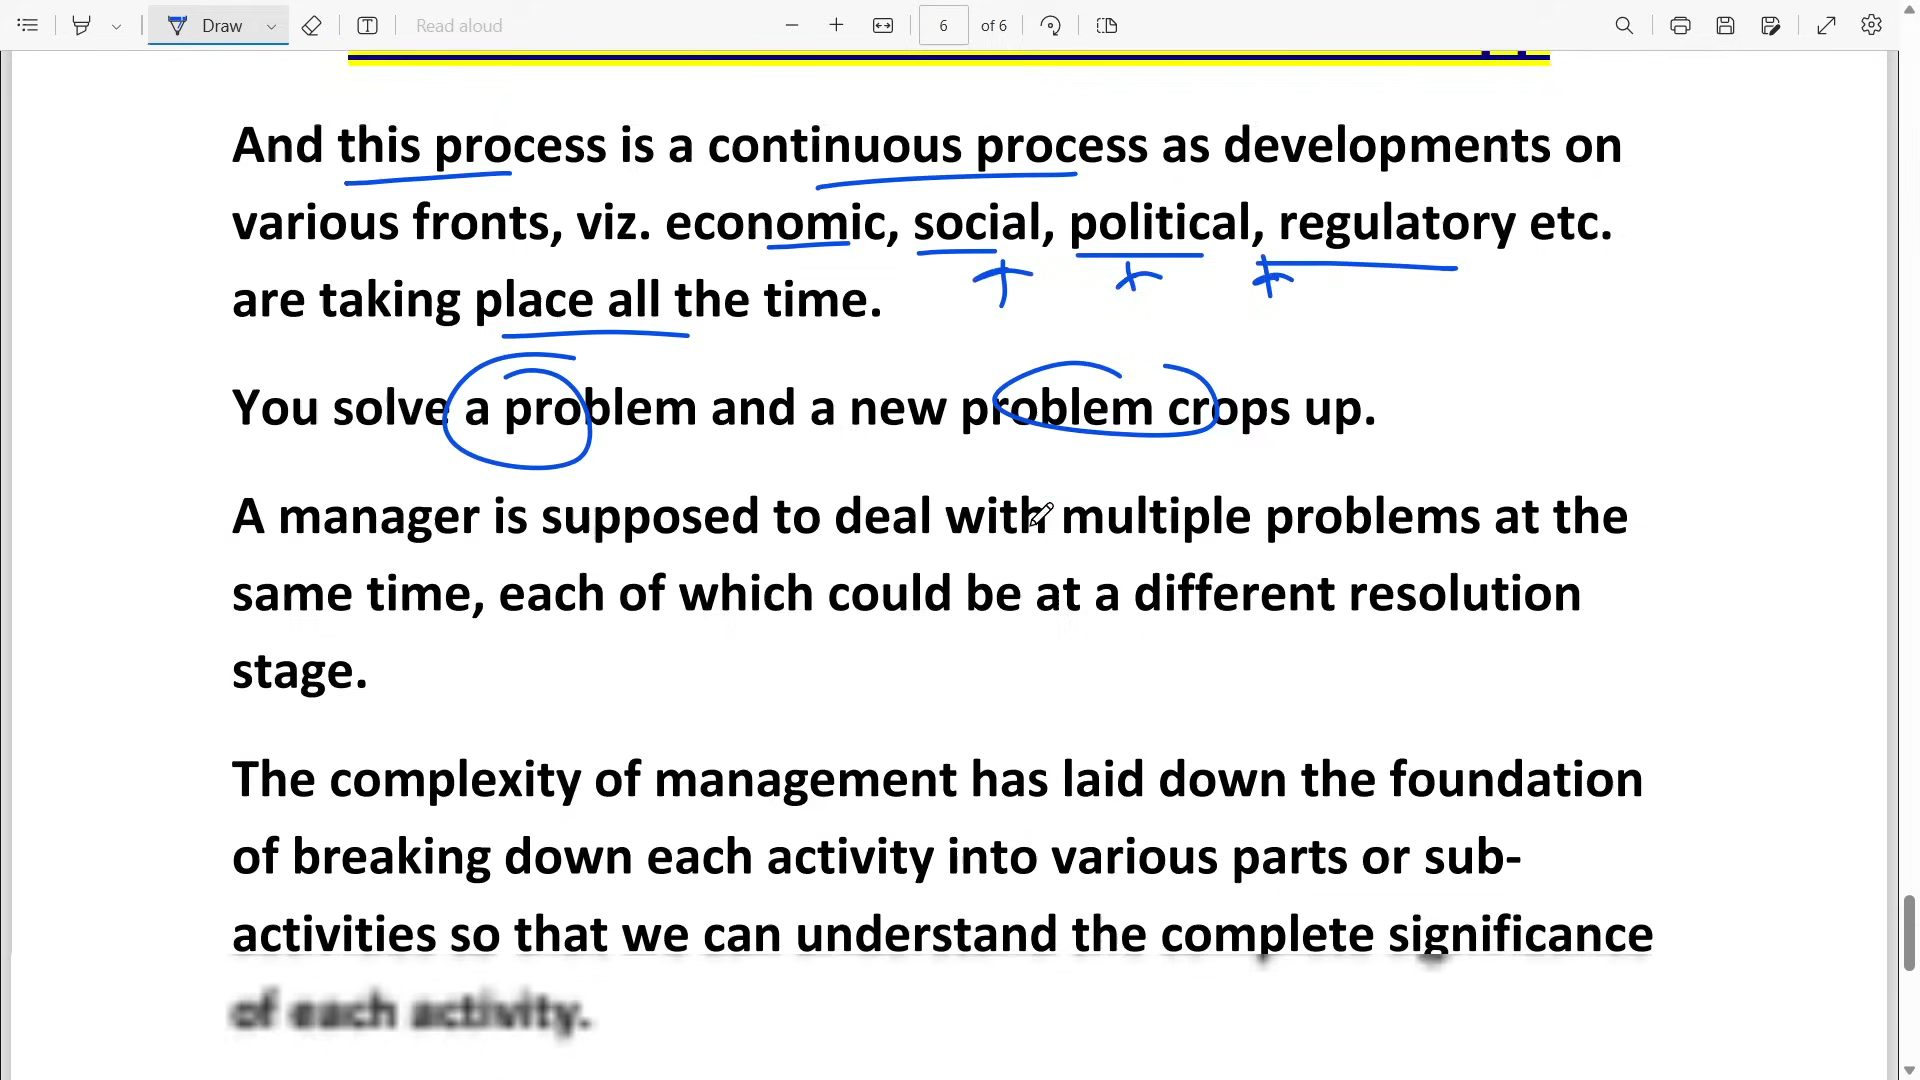 Draw
Read aloud
6
of 6
And this process is a continuous process as developments on
various fronts, viz. economic, social, political, regulatory etc.
are taking place all the time.
You solve a problem and a new problem crops up.
A manager is supposed to deal with multiple problems at the
same time, each of which could be at a different resolution
stage.
The complexity of management has laid down the foundation
of breaking down each activity into various parts or sub-
activities so that we can understand the complete significance
of each activity.